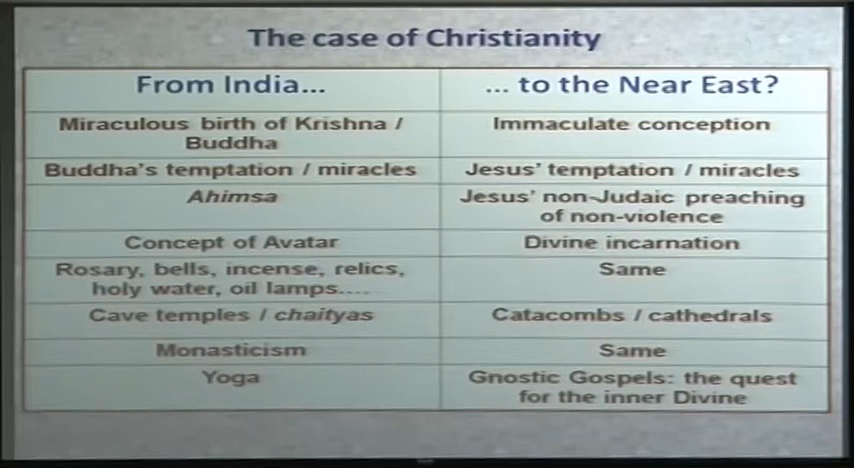 The case of Christianity
From India...
... to the Near East?
Miraculous birth of Krishna /
Buddha
Immaculate conception
Buddha's temptation / miracles
Jesus' temptation / miracles
Ahimsa
Jesus' non-Judaic preaching
of non-violence
Concept of Avatar
Divine incarnation
Rosary, bells, incense, relics,
holy water, oil lamps....
Same
Cave temples / chaityas
Catacombs / cathedrals
Monasticism
Same
Yoga
Gnostic Gospels: the quest
for the inner Divine